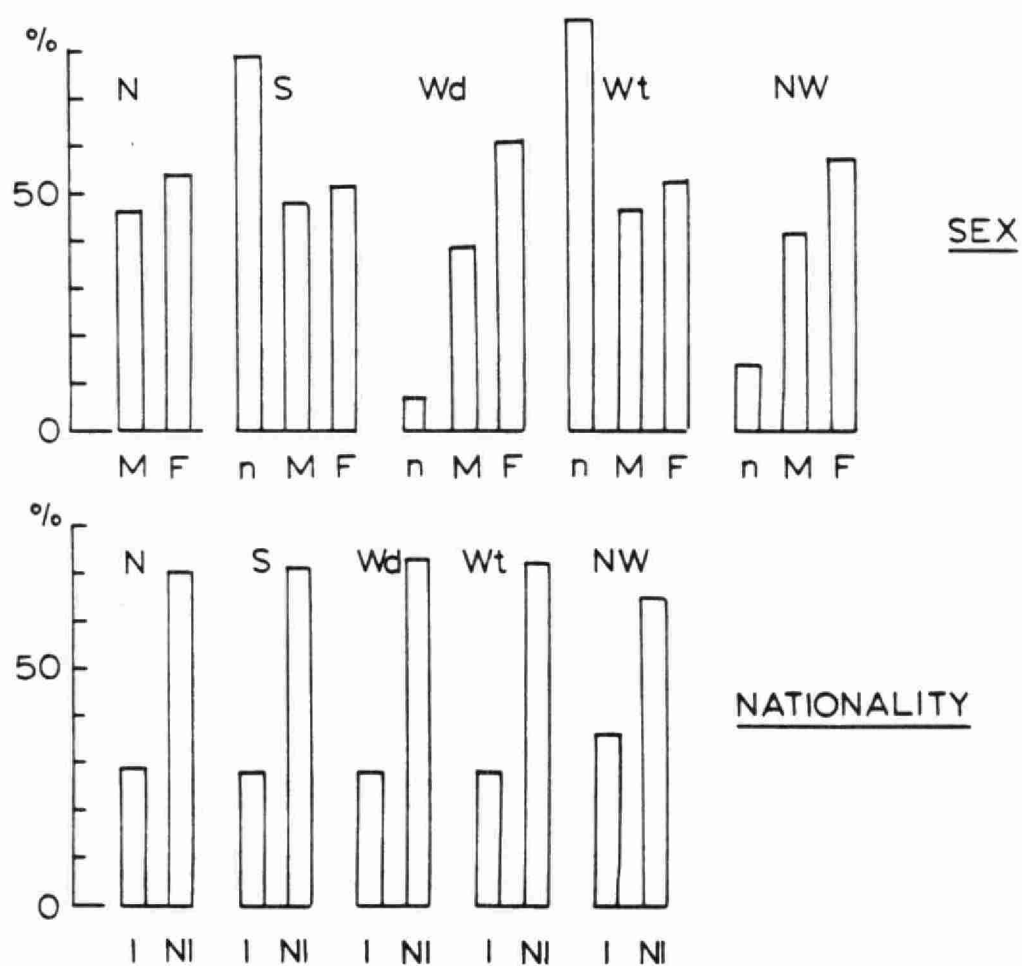 %
N S Wd Wt NW
50
SEX
0
M F n M F n M F n M F n M F
%
N S Wd Wt NW
50
NATIONALITY
0
I NI I NI I NI I NI I NI